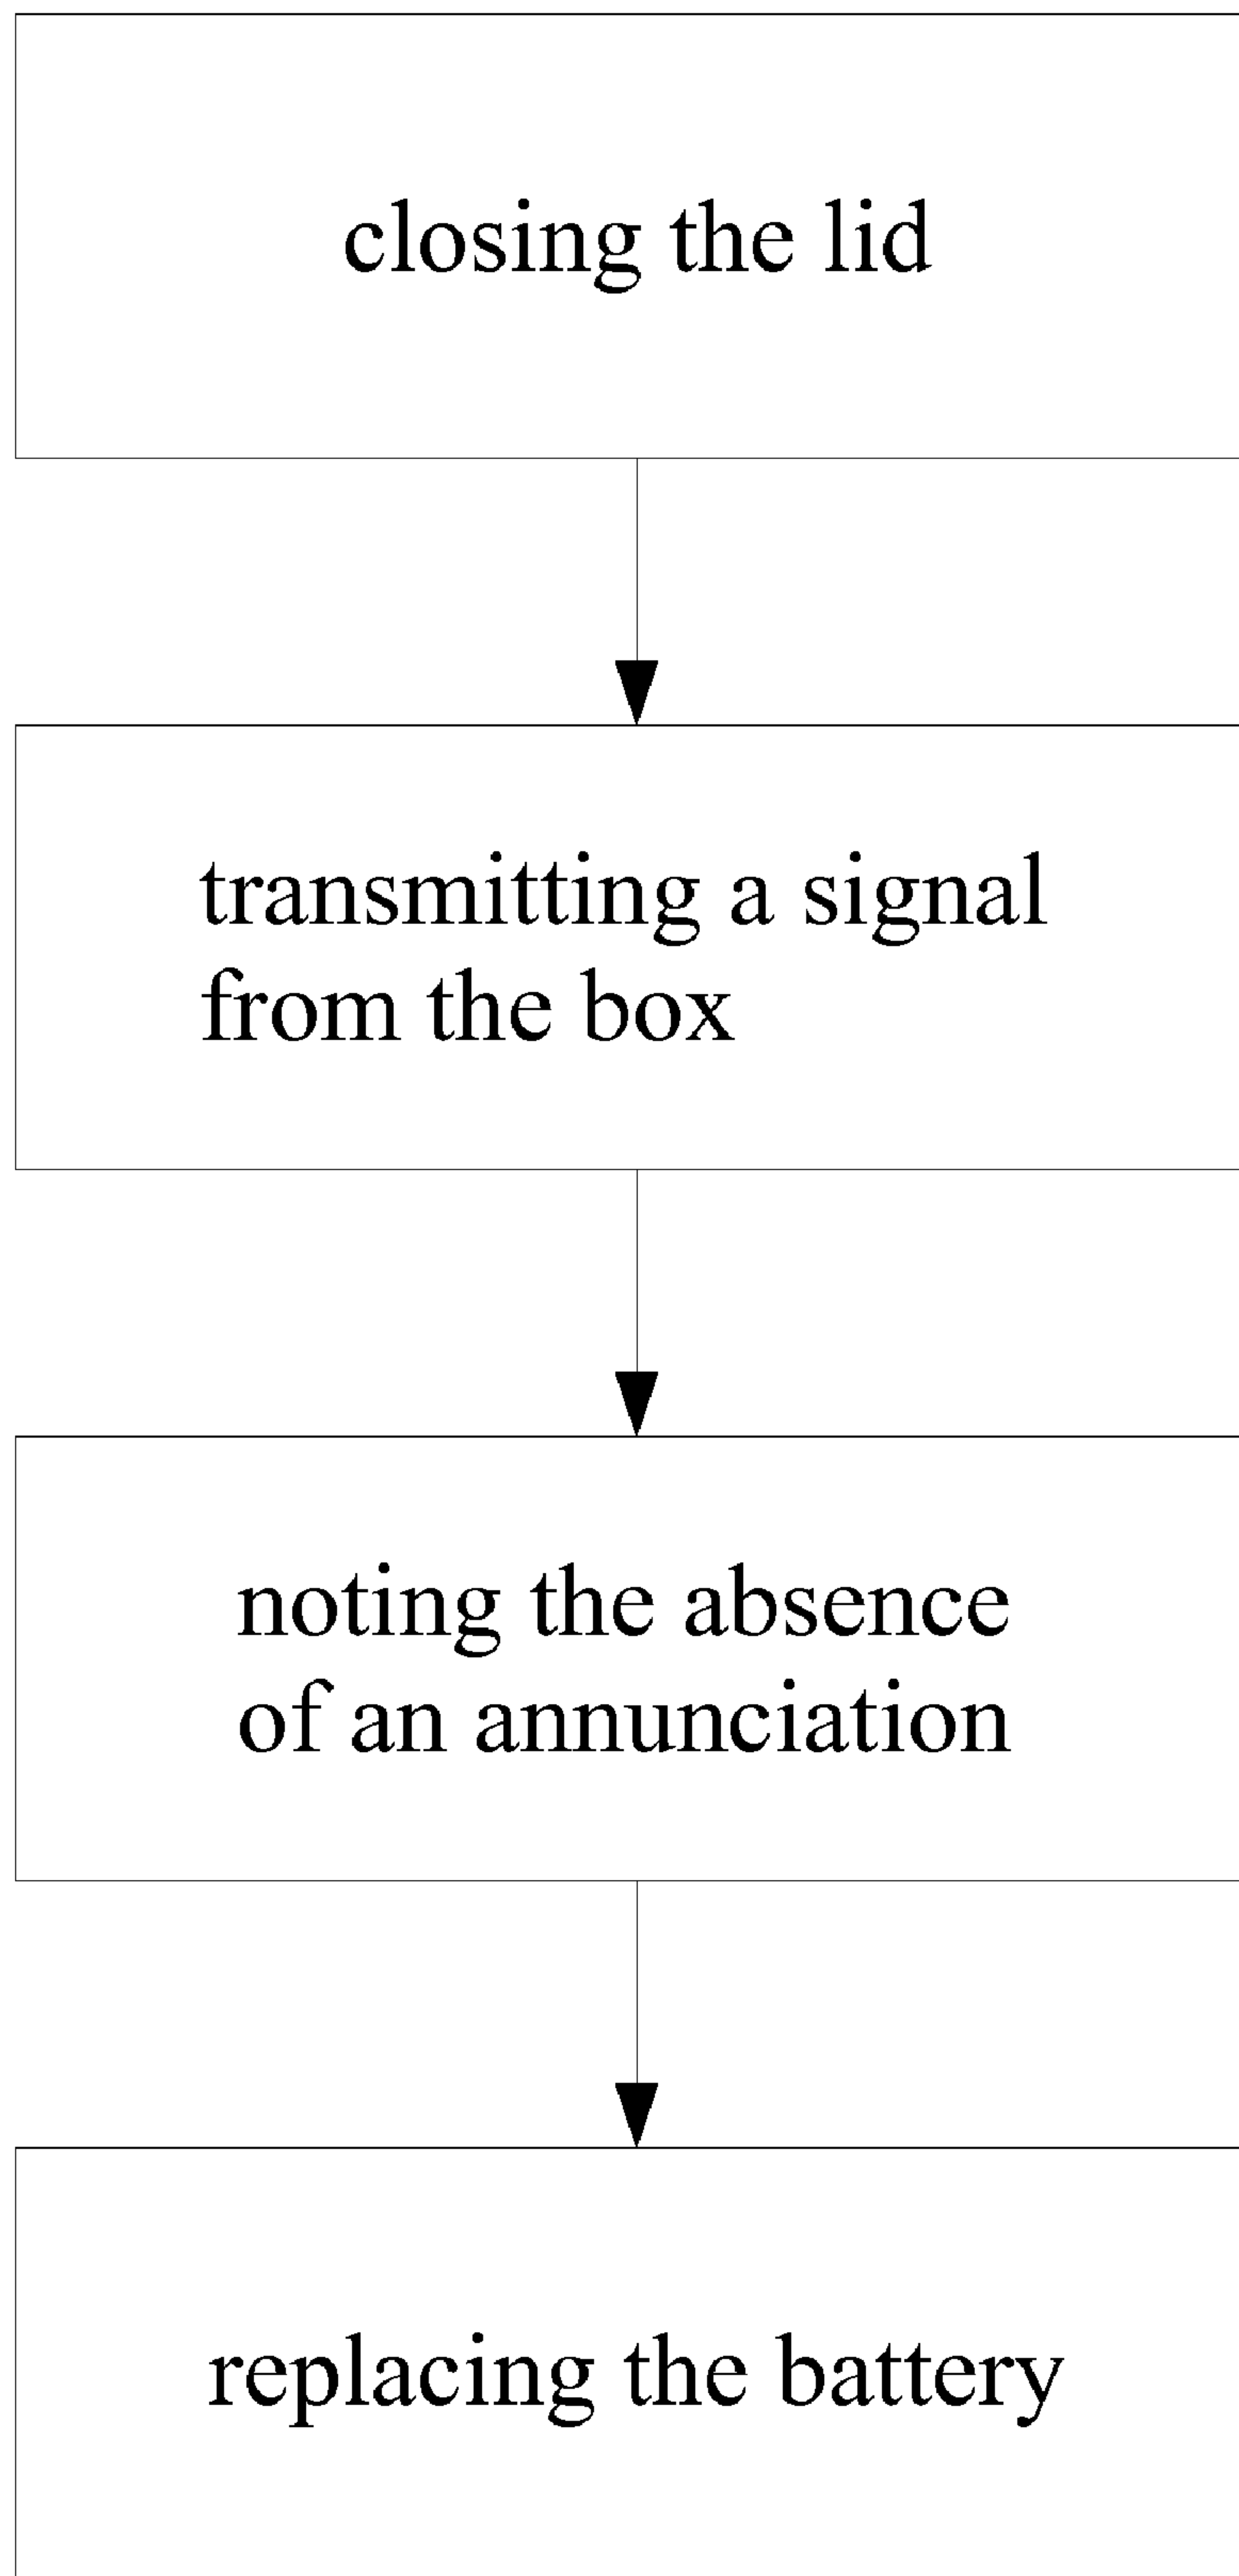 closing the lid
transmitting a signal
from the box
noting the absence
of an annunciation
replacing the battery